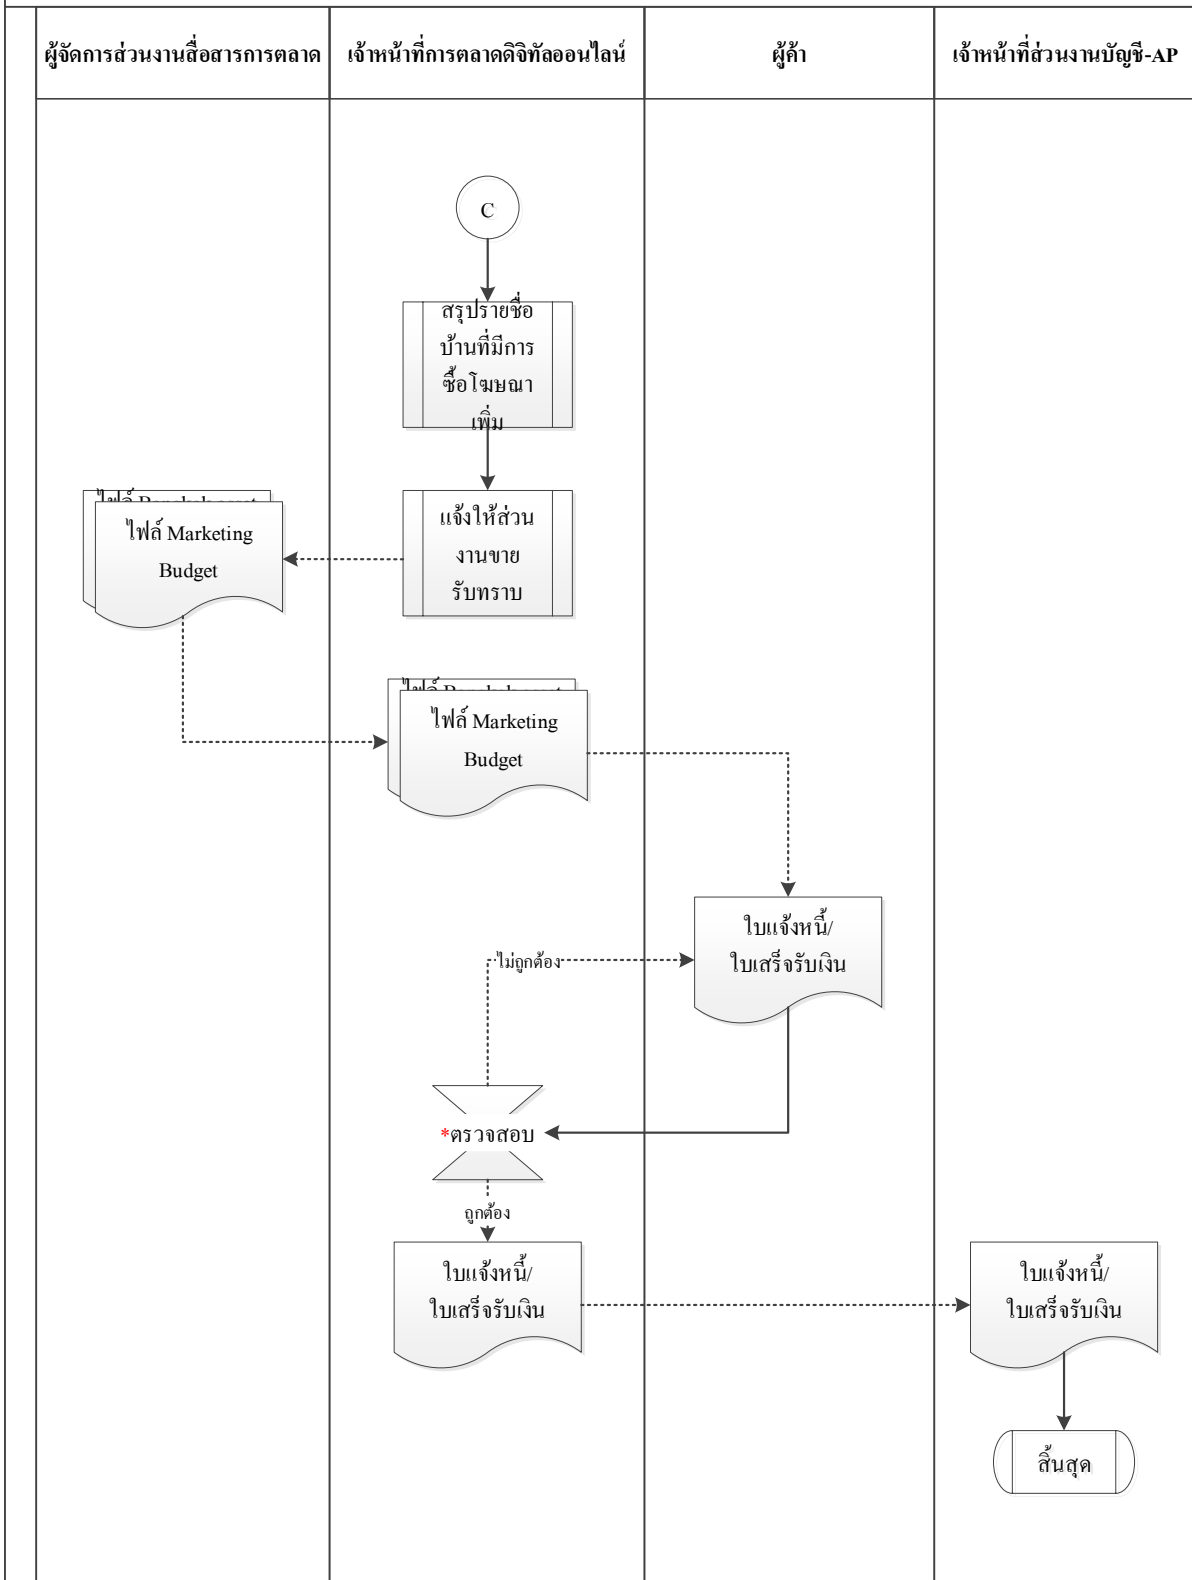 ผู้จัดการส่วนงานสื่อสารการตลาด
เจ้าหน้าที่การตลาดดิจิทัลออนไลน์
ผู้ค้า
เจ้าหน้าที่ส่วนงานบัญชี-AP
C
สรุปรายชื่อ
บ้านที่มีการ
ซื้อโฆษณา
เพิ่ม
แจ้งให้ส่วน
งานขาย
รับทราบ
ไฟล์
ไฟล์ Marketing
Budget
ไฟล์
ไฟล์ Marketing
Budget
ใบแจ้งหนี้/
ใบเสร็จรับเงิน
ไม่ถูกต้อง
*ตรวจสอบ
ถูกต้อง
ใบแจ้งหนี้/
ใบเสร็จรับเงิน
ใบแจ้งหนี้/
ใบเสร็จรับเงิน
สิ้นสุด